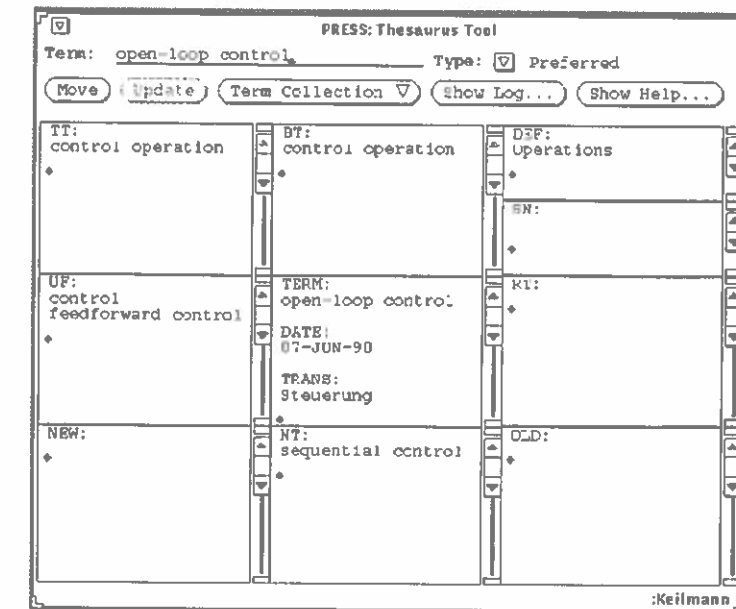 PRESS: Thesaurus Tool
Term: open-loop control Type: Preferred
Move Update Term Collection Show Log... Show Help...
TT:
control operation
BT:
control operation
DEF:
Operations
SN:
UF:
control
feedforward control
TERM:
open-loop control
DATE:
07-JUN-90
TRANS:
Steuerung
RT:
NEW:
NT:
sequential control
OLD:
:Keilmann